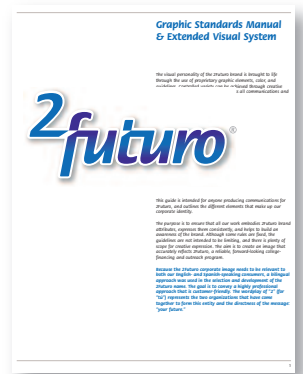 Graphic Standards Manual
& Extended Visual System
The visual personality of the 2Futuro brand is brought to life
through the use of proprietary graphic elements, color, and
guidelines. Controlled variety can be achieved through creative
s all communications and
2futuro®
This guide is intended for anyone producing communications for
2Futuro, and outlines the different elements that make up our
corporate identity.
The purpose is to ensure that all our work embodies 2Futuro brand
attributes, expresses them consistently, and helps to build an
awareness of the brand. Although some rules are fixed, the
guidelines are not intended to be limiting, and there is plenty of
scope for creative expression. The aim is to create an image that
accurately reflects 2Futuro, a reliable, forward-looking college-
financing and outreach program.
Because the 2Futuro corporate image needs to be relevant to
both our English- and Spanish-speaking consumers, a bilingual
approach was used in the selection and development of the
2Futuro name. The goal is to convey a highly professional
approach that is customer-friendly. The wordplay of "2" (for
"tu") represents the two organizations that have come
together to form this entity and the directness of the message:
"your future."